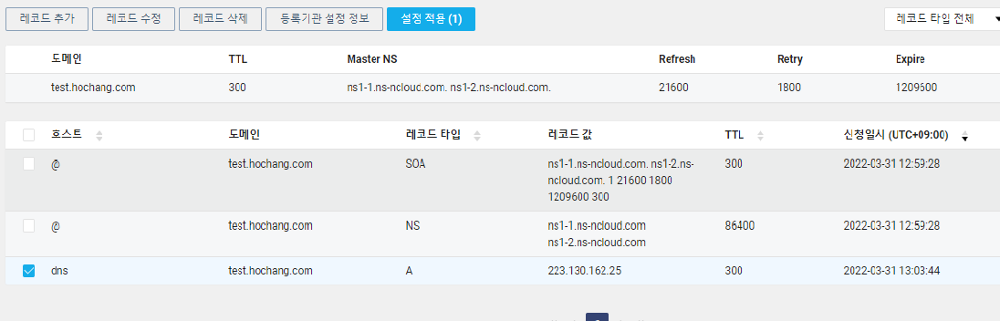 레코드 추가 레코드 수정 레코드 삭제 등록기관 설정 정보 설정 적용 (1) 레코드 타입 전체
도메인 TTL Master NS Refresh Retry Expire
test.hochang.com 300 ns1-1.ns-ncloud.com. ns1-2.ns-ncloud.com. 21600 1800 1209600
호스트 도메인 레코드 타입 레코드 값 TTL 신청일시 (UTC+09:00)
@ test.hochang.com SOA ns1-1.ns-ncloud.com. ns1-2.ns- 300 2022-03-31 12:59:28
ncloud.com. 1 21600 1800
1209600 300
@ test.hochang.com NS ns1-1.ns-ncloud.com 86400 2022-03-31 12:59:28
ns1-2.ns-ncloud.com
dns test.hochang.com A 223.130.162.25 300 2022-03-31 13:03:44